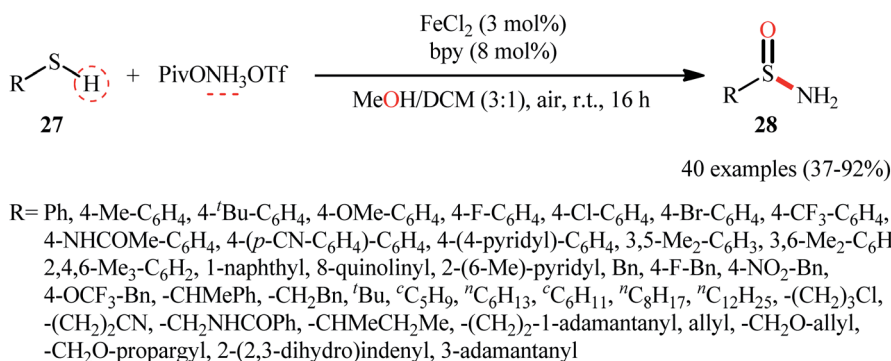 FeCl2 (3 mol%)
bpy (8 mol%)
R S H + PivONH3OTf
MeOH/DCM (3:1), air, r.t., 16 h
O
R S NH2
27
28
40 examples (37-92%)
R= Ph, 4-Me-C6H4, 4-tBu-C6H4, 4-OMe-C6H4, 4-F-C6H4, 4-Cl-C6H4, 4-Br-C6H4, 4-CF3-C6H4,
4-NHCOMe-C6H4, 4-(p-CN-C6H4)-C6H4, 4-(4-pyridyl)-C6H4, 3,5-Me2-C6H3, 3,6-Me2-C6H
2,4,6-Me3-C6H2, 1-naphthyl, 8-quinolinyl, 2-(6-Me)-pyridyl, Bn, 4-F-Bn, 4-NO2-Bn,
4-OCF3-Bn, -CHMePh, -CH2Bn, tBu, cC5H9, nC6H13, cC6H11, nC8H17, nC12H25, -(CH2)3Cl,
-(CH2)2CN, -CH2NHCOPh, -CHMeCH2Me, -(CH2)2-1-adamantanyl, allyl, -CH2O-allyl,
-CH2O-propargyl, 2-(2,3-dihydro)indenyl, 3-adamantanyl